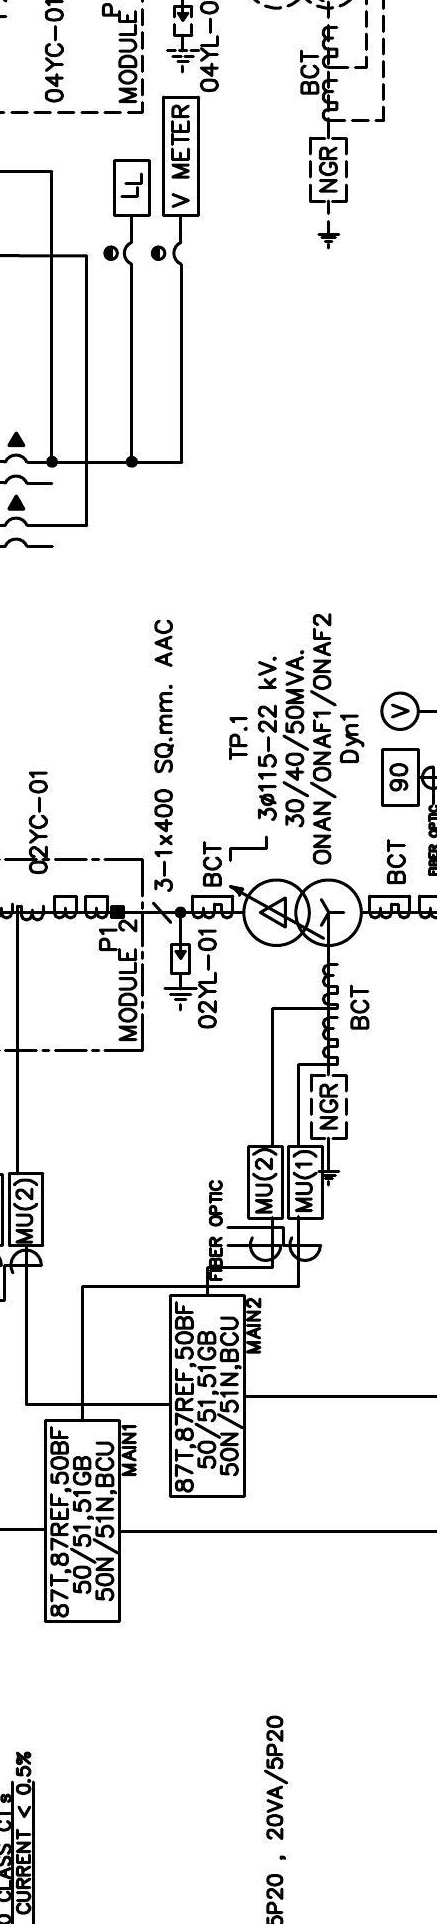 04YC-01
MODULE
04YL-0
BCT
NGR
LL
V METER
02YC-01
3-1x400 SQ.mm. AAC
P1
MODULE 2
02YL-01
BCT
TP.1
3ø115-22 kV.
30/40/50MVA.
ONAN/ONAF1/ONAF2
Dyn1
V
90
FIBER OPTIC
BCT
BCT
NGR
MU(2)
MU(2)
MU(1)
FIBER OPTIC
87T,87REF,50BF
50/51,51GB
50N/51N,BCU
MAIN1
87T,87REF,50BF
50/51,51GB
50N/51N,BCU
MAIN2
CLASS CTs
CURRENT < 0.5%
5P20 , 20VA/5P20